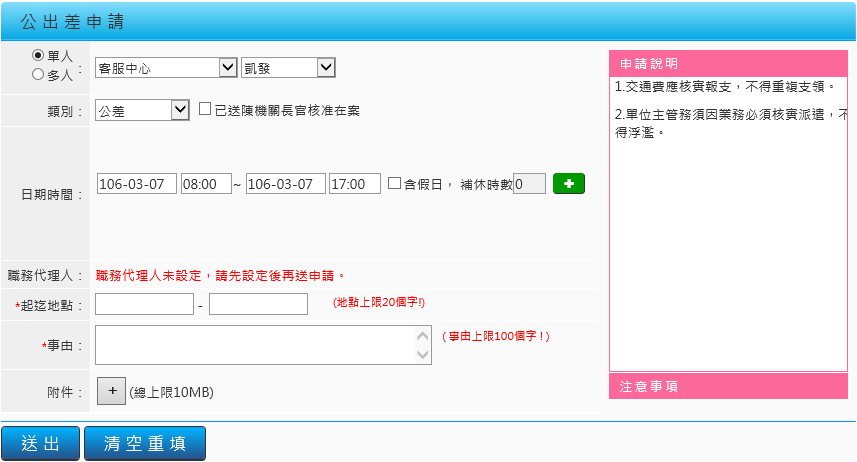 公出差申請
單人
多人 :
客服中心 凱發
類別 : 公差 已送陳機關長官核准在案
日期時間 : 106-03-07 08:00 ~ 106-03-07 17:00 含假日， 補休時數 0
職務代理人 : 職務代理人未設定，請先設定後再送申請。
*起迄地點 : - (地點上限20個字!)
*事由 : ( 事由上限100個字 ! )
附件 : + (總上限10MB)
送出 清空重填
申請說明
1.交通費應核實報支，不得重複支領。
2.單位主管務須因業務必須核實派遣，不
得浮濫。
注意事項